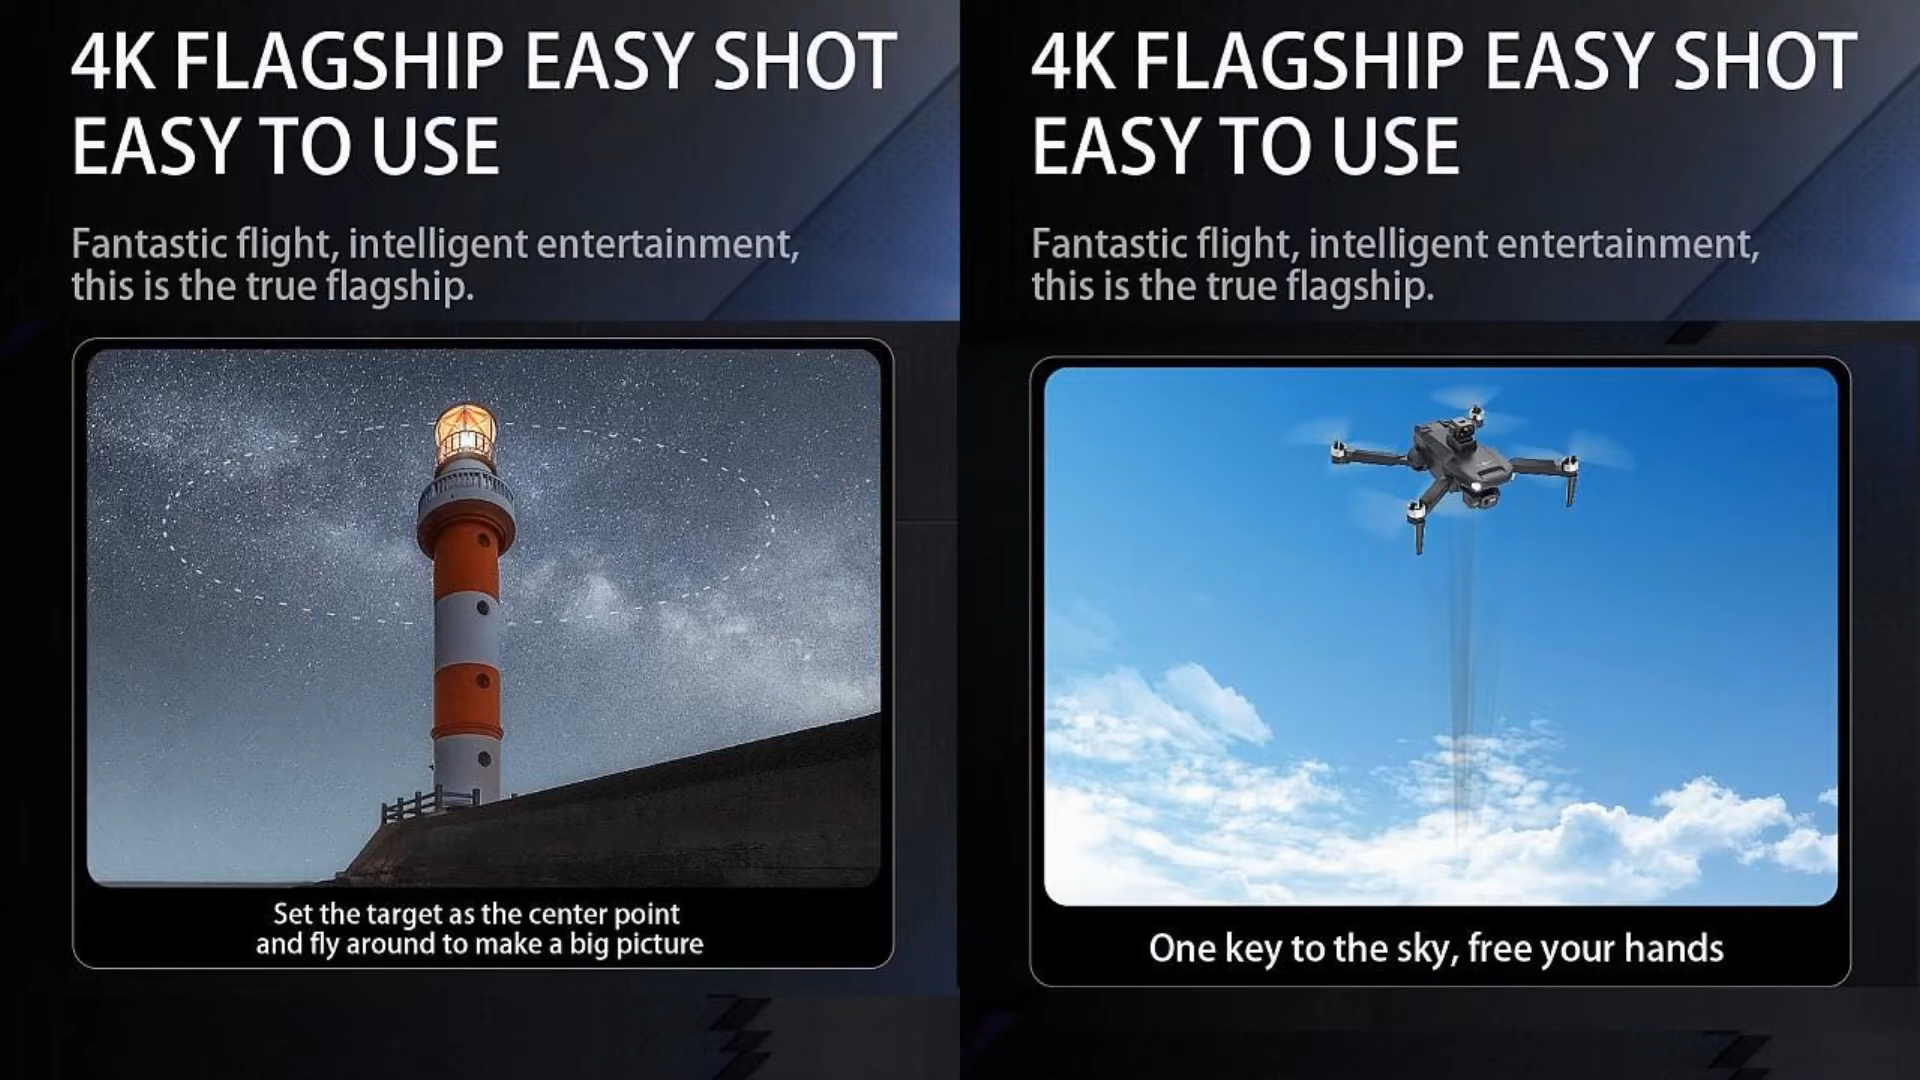 4K FLAGSHIP EASY SHOT
EASY TO USE
Fantastic flight, intelligent entertainment,
this is the true flagship.
Set the target as the center point
and fly around to make a big picture
4K FLAGSHIP EASY SHOT
EASY TO USE
Fantastic flight, intelligent entertainment,
this is the true flagship.
One key to the sky, free your hands